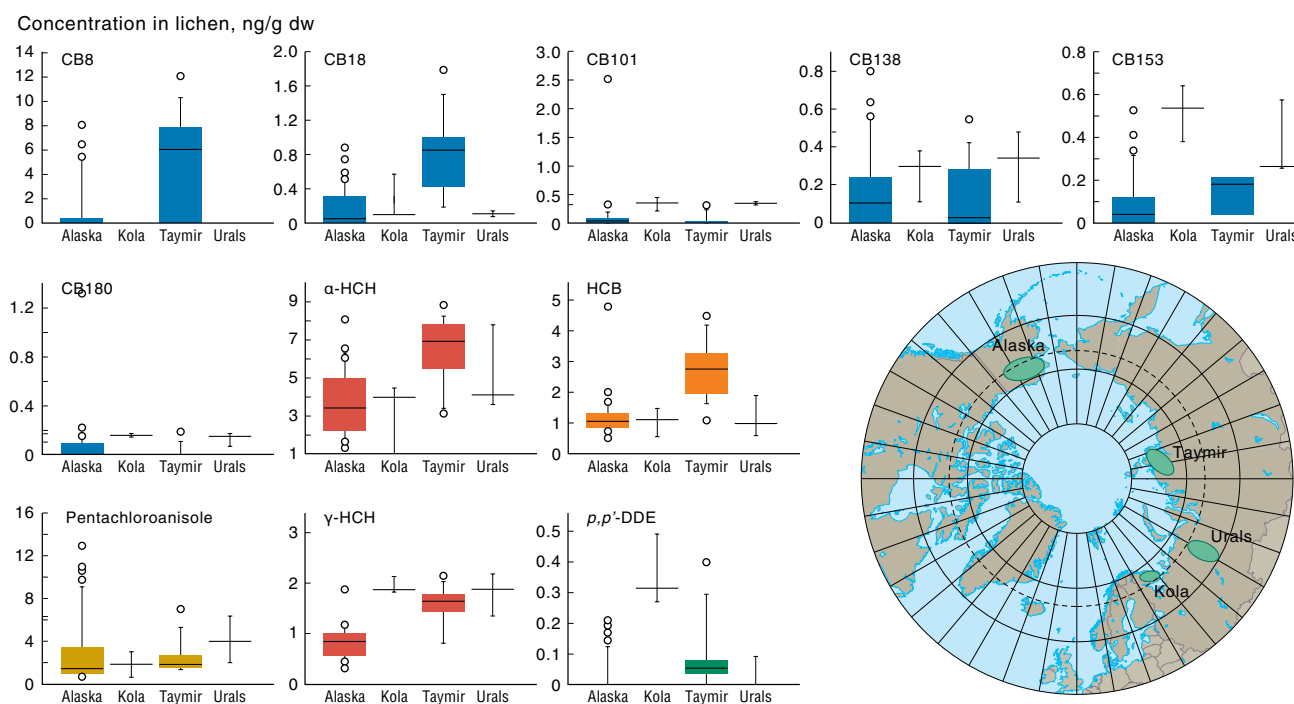 Concentration in lichen, ng/g dw
CB8
14
12
10
8
6
4
2
0
Alaska Kola Taymir Urals
CB18
2.0
1.6
1.2
0.8
0.4
0
Alaska Kola Taymir Urals
CB101
3.0
2.5
2.0
1.5
1.0
0.5
0
Alaska Kola Taymir Urals
CB138
0.8
0.6
0.4
0.2
0
Alaska Kola Taymir Urals
CB153
0.8
0.6
0.4
0.2
0
Alaska Kola Taymir Urals
CB180
1.2
0.8
0.4
0
Alaska Kola Taymir Urals
α-HCH
9
7
5
3
1
Alaska Kola Taymir Urals
HCB
5
4
3
2
1
0
Alaska Kola Taymir Urals
Pentachloroanisole
16
12
8
4
0
Alaska Kola Taymir Urals
γ-HCH
3
2
1
0
Alaska Kola Taymir Urals
p,p'-DDE
0.5
0.4
0.3
0.2
0.1
0
Alaska Kola Taymir Urals
Alaska
Taymir
Urals
Kola